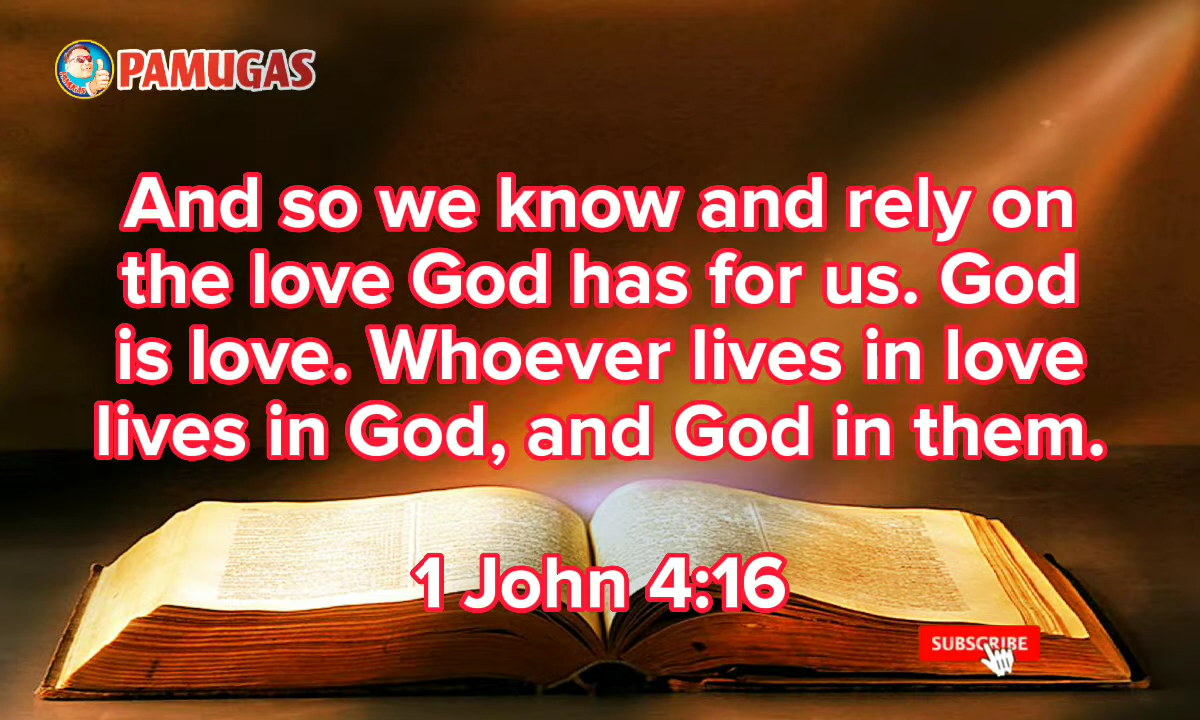 PAMUGAS
And so we know and rely on
the love God has for us. God
is love. Whoever lives in love
lives in God, and God in them.
1 John 4:16
SUBSCRIBE